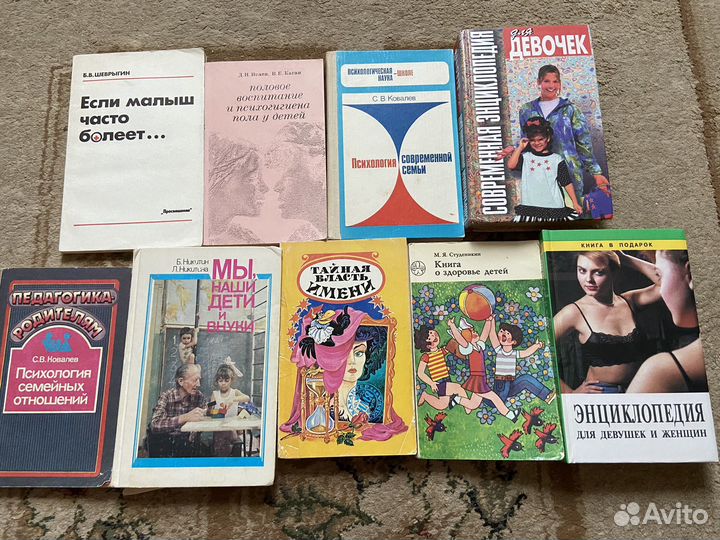 Б.В. ШЕВРЫГИН
Если малыш
часто
болеет...
"Просвещение"
Д. Н. Исаев, В. Е. Каган
половое
воспитание
и психогигиена
пола у детей
ПСИХОЛОГИЧЕСКАЯ
НАУКА –ШКОЛЕ
С. В. Ковалев
Психология современной
семьи
СОВРЕМЕННАЯ ЭНЦИКЛОПЕДИЯ
для
ДЕВОЧЕК
ПЕДАГОГИКА-
РОДИТЕЛЯМ
С.В. Ковалев
Психология
семейных
отношений
Б. Никитин
Л. Никитина
МЫ,
НАШИ
ДЕТИ
И
ВНУКИ
ТАЙНАЯ
ВЛАСТЬ
ИМЕНИ
М. Я. Студеникин
Книга
о здоровье детей
КНИГА В ПОДАРОК
ЭНЦИКЛОПЕДИЯ
ДЛЯ ДЕВУШЕК И ЖЕНЩИН
Avito